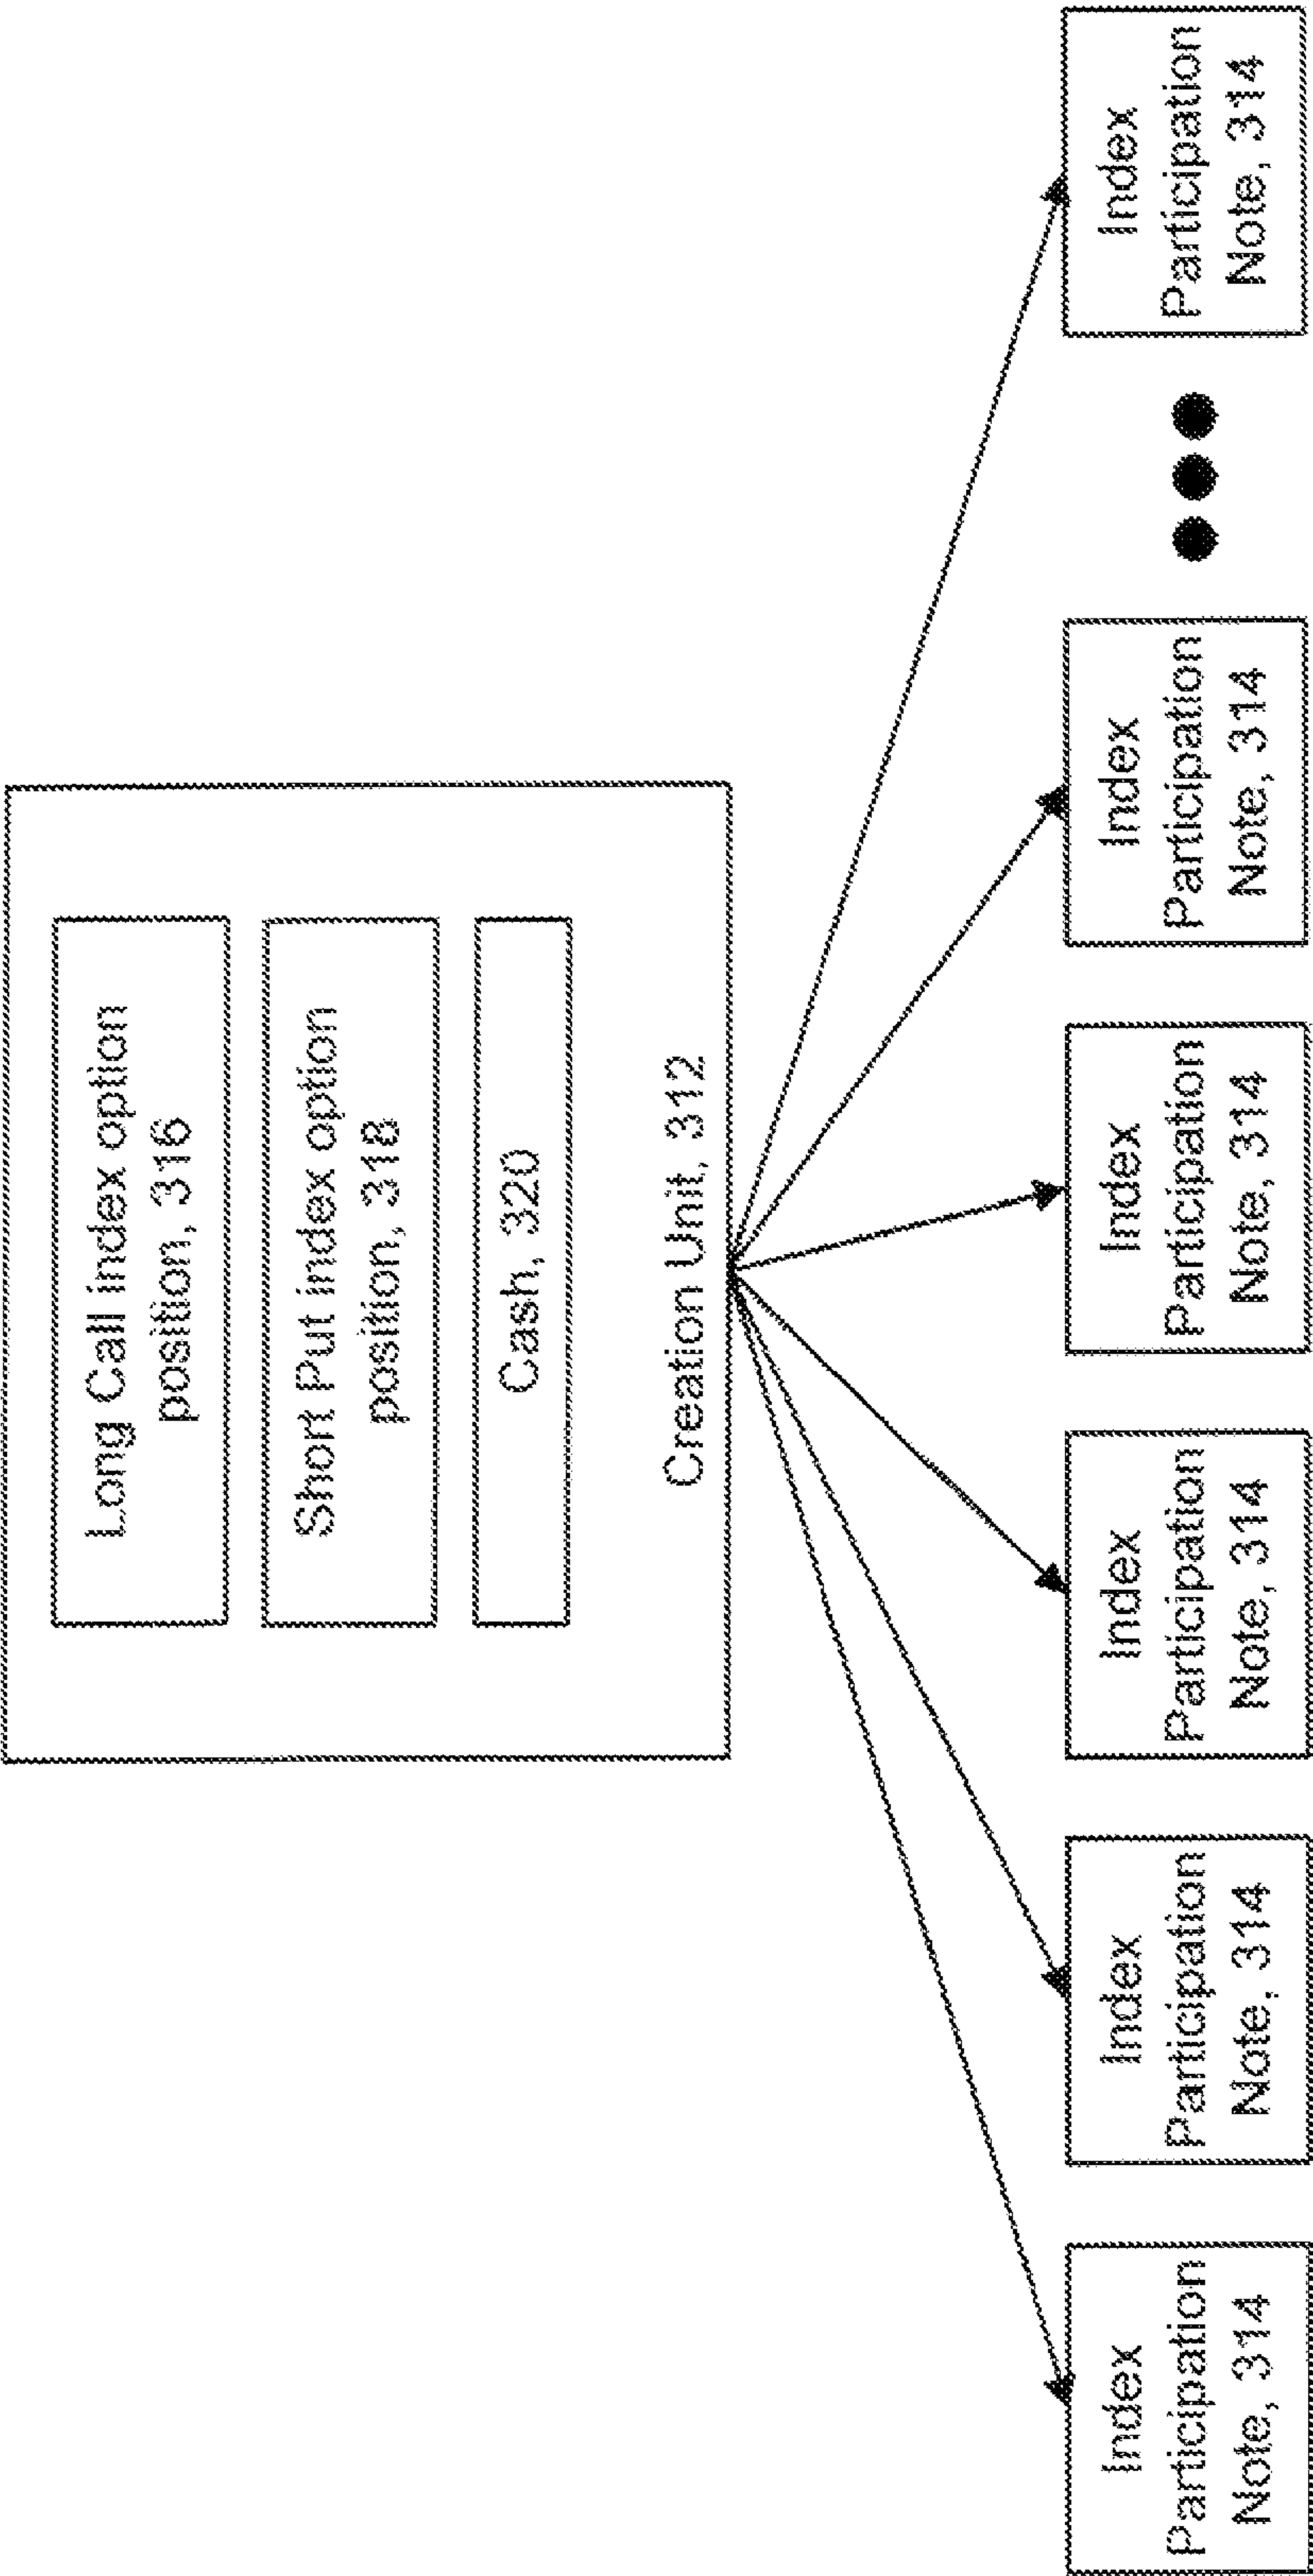 Long Call index option
position, 316
Short Put index option
position, 318
Cash, 320
Creation Unit, 312
Index
Participation
Note, 314
Index
Participation
Note, 314
Index
Participation
Note, 314
Index
Participation
Note, 314
Index
Participation
Note, 314
Index
Participation
Note, 314